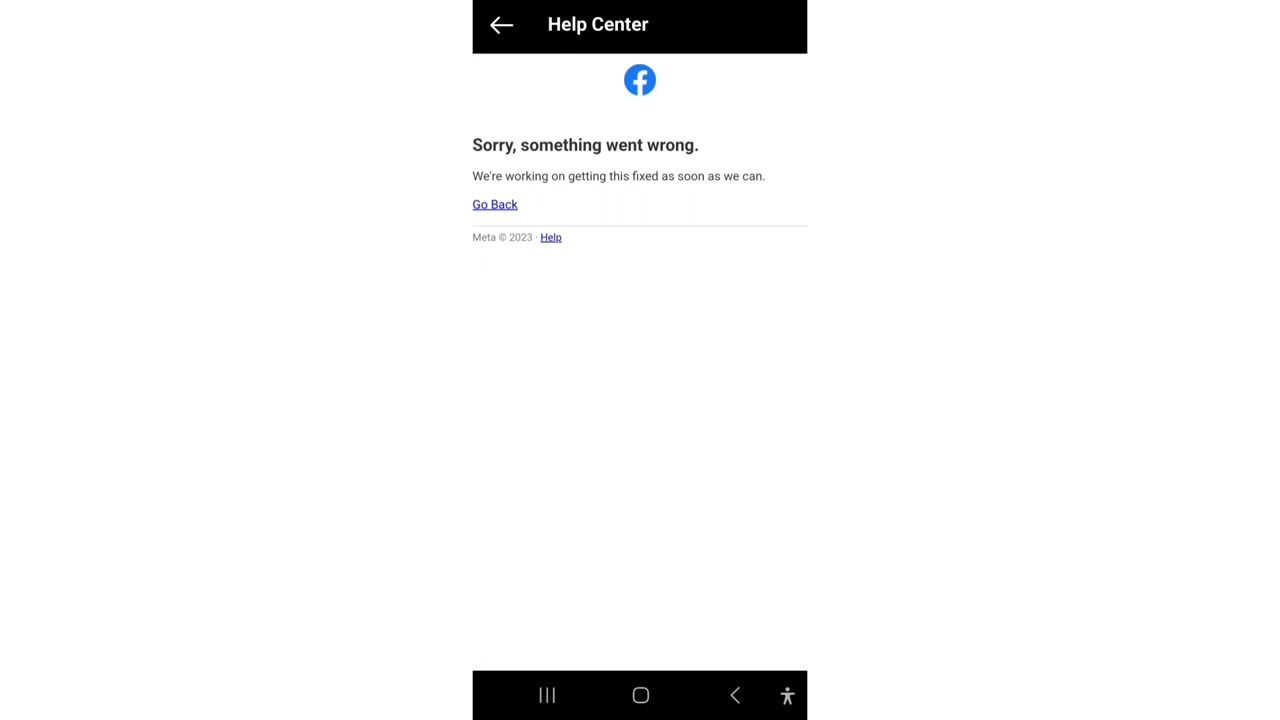 Help Center
Sorry, something went wrong.
We're working on getting this fixed as soon as we can.
Go Back
Meta © 2023 · Help